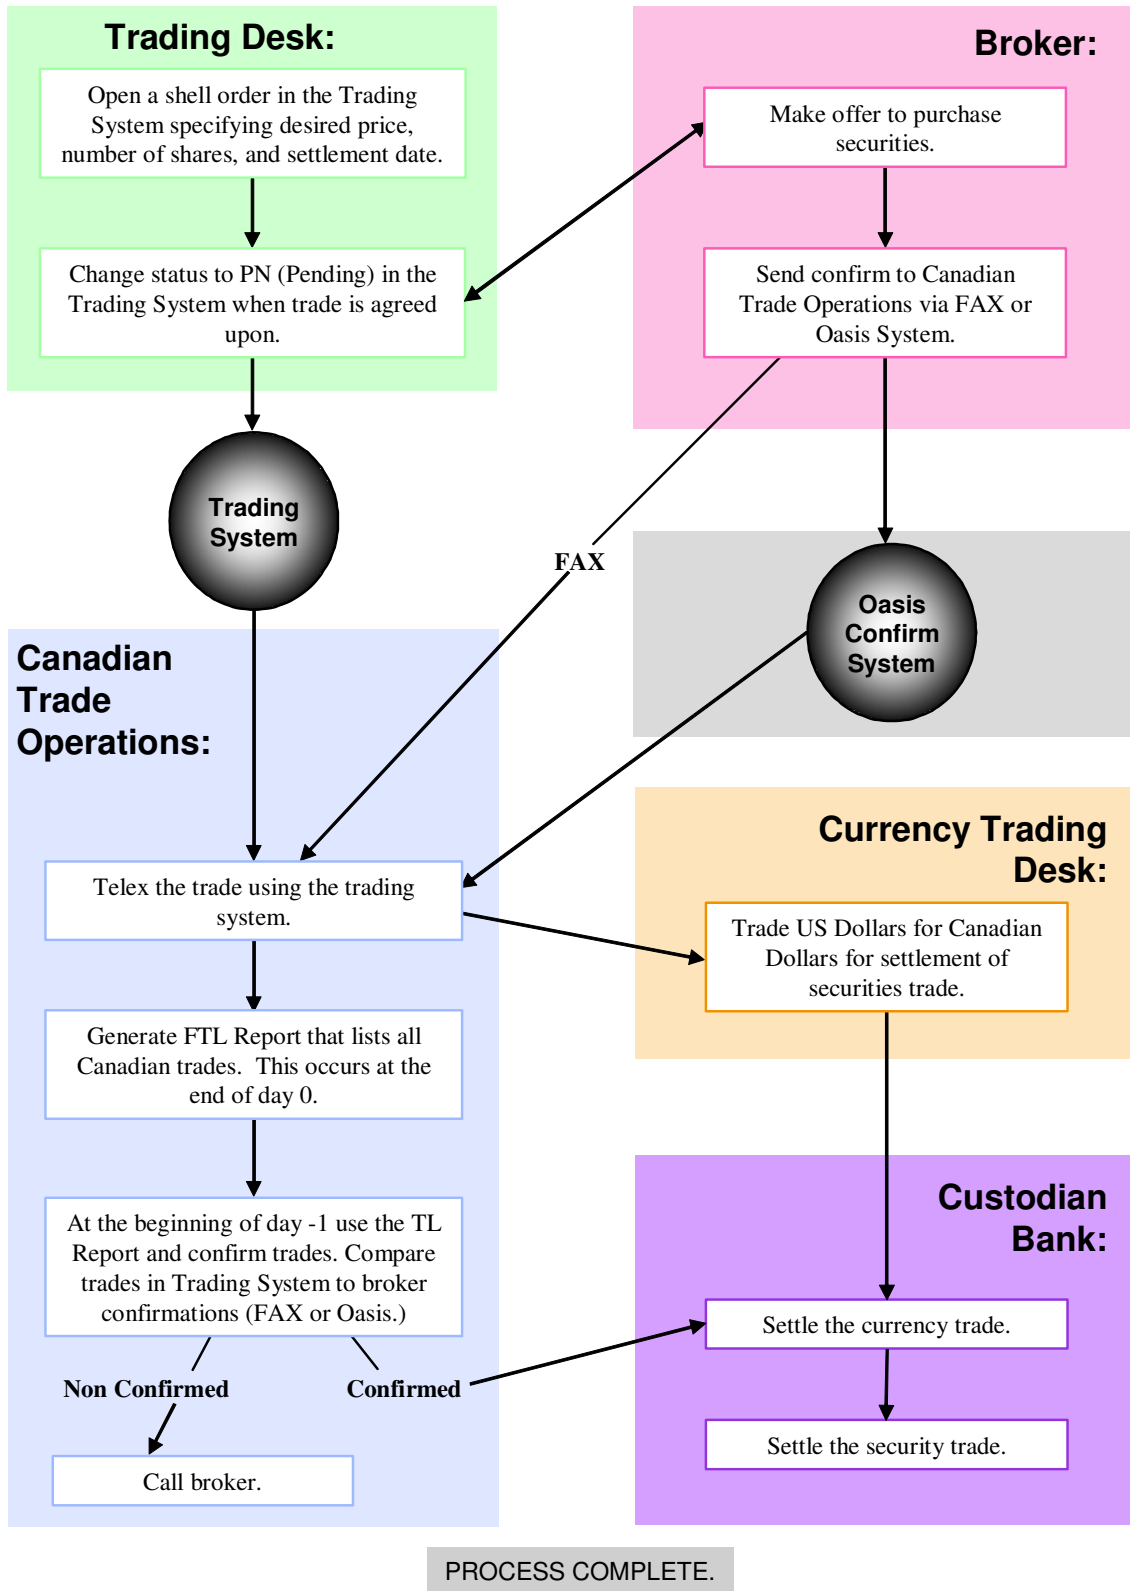 Trading Desk:
Open a shell order in the Trading
System specifying desired price,
number of shares, and settlement date.
Change status to PN (Pending) in the
Trading System when trade is agreed
upon.
Broker:
Make offer to purchase
securities.
Send confirm to Canadian
Trade Operations via FAX or
Oasis System.
Trading
System
FAX
Oasis
Confirm
System
Canadian
Trade
Operations:
Telex the trade using the trading
system.
Generate FTL Report that lists all
Canadian trades.  This occurs at the
end of day 0.
At the beginning of day -1 use the TL
Report and confirm trades. Compare
trades in Trading System to broker
confirmations (FAX or Oasis.)
Non Confirmed
Confirmed
Call broker.
Currency Trading
Desk:
Trade US Dollars for Canadian
Dollars for settlement of
securities trade.
Custodian
Bank:
Settle the currency trade.
Settle the security trade.
PROCESS COMPLETE.